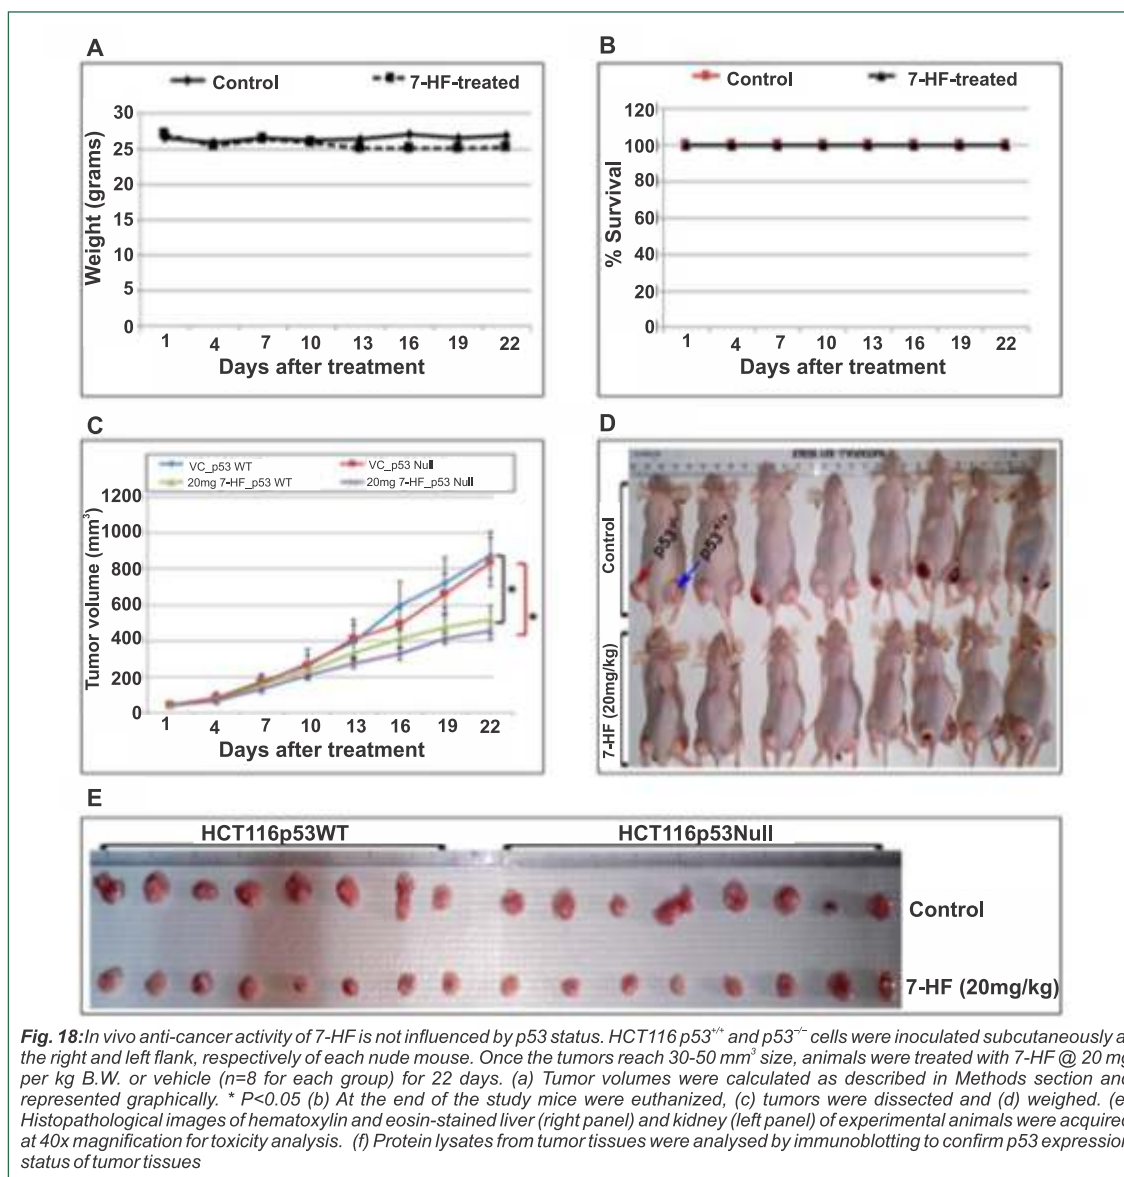 A
Control
7-HF-treated
Weight (grams)
30
25
20
15
10
5
0
1 4 7 10 13 16 19 22
Days after treatment
B
Control
7-HF-treated
% Survival
120
100
80
60
40
20
0
1 4 7 10 13 16 19 22
Days after treatment
C
VC_p53 WT
VC_p53 Null
20mg 7-HF_p53 WT
20mg 7-HF_p53 Null
Tumor volume (mm³)
1200
1000
800
600
400
200
0
*
*
1 4 7 10 13 16 19 22
Days after treatment
D
Control
7-HF (20mg/kg)
p53⁺/⁺
E
HCT116p53WT
HCT116p53Null
Control
7-HF (20mg/kg)
Fig. 18:In vivo anti-cancer activity of 7-HF is not influenced by p53 status. HCT116 p53⁺/⁺ and p53⁻/⁻ cells were inoculated subcutaneously a
the right and left flank, respectively of each nude mouse. Once the tumors reach 30-50 mm³ size, animals were treated with 7-HF @ 20 mg
per kg B.W. or vehicle (n=8 for each group) for 22 days. (a) Tumor volumes were calculated as described in Methods section and
represented graphically. * P<0.05 (b) At the end of the study mice were euthanized, (c) tumors were dissected and (d) weighed. (e
Histopathological images of hematoxylin and eosin-stained liver (right panel) and kidney (left panel) of experimental animals were acquired
at 40x magnification for toxicity analysis. (f) Protein lysates from tumor tissues were analysed by immunoblotting to confirm p53 expression
status of tumor tissues